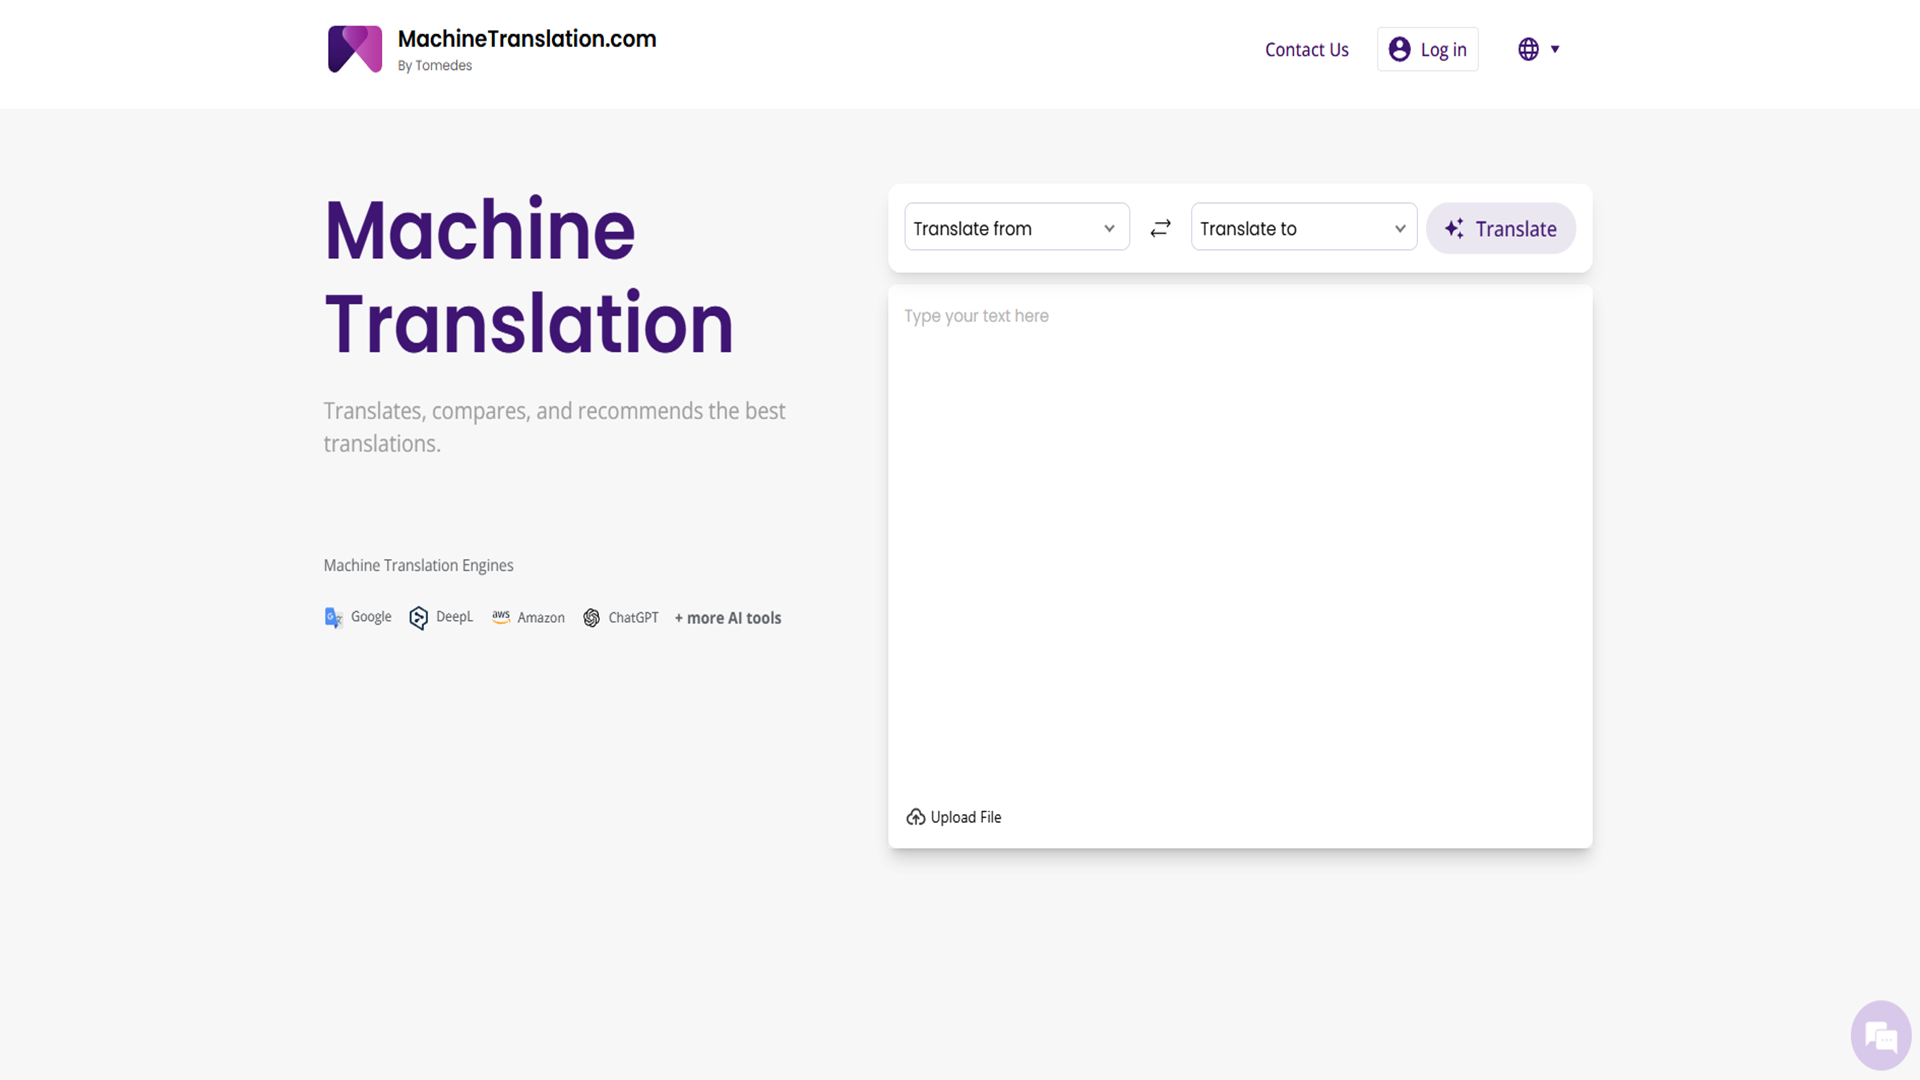 MachineTranslation.com
By Tomedes
Contact Us
Log in
Machine
Translation
Translates, compares, and recommends the best
translations.
Machine Translation Engines
Google DeepL aws Amazon ChatGPT + more AI tools
Translate from Translate to Translate
Type your text here
Upload File